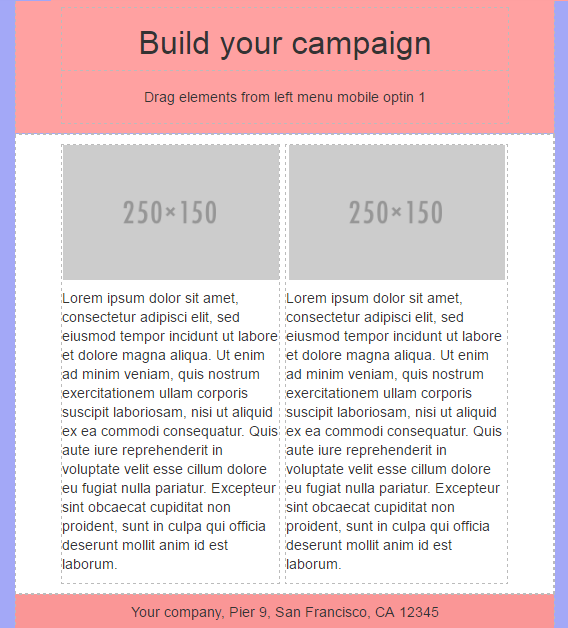 Build your campaign
Drag elements from left menu mobile optin 1
250×150
Lorem ipsum dolor sit amet,
consectetur adipisci elit, sed
eiusmod tempor incidunt ut labore
et dolore magna aliqua. Ut enim
ad minim veniam, quis nostrum
exercitationem ullam corporis
suscipit laboriosam, nisi ut aliquid
ex ea commodi consequatur. Quis
aute iure reprehenderit in
voluptate velit esse cillum dolore
eu fugiat nulla pariatur. Excepteur
sint obcaecat cupiditat non
proident, sunt in culpa qui officia
deserunt mollit anim id est
laborum.
250×150
Lorem ipsum dolor sit amet,
consectetur adipisci elit, sed
eiusmod tempor incidunt ut labore
et dolore magna aliqua. Ut enim
ad minim veniam, quis nostrum
exercitationem ullam corporis
suscipit laboriosam, nisi ut aliquid
ex ea commodi consequatur. Quis
aute iure reprehenderit in
voluptate velit esse cillum dolore
eu fugiat nulla pariatur. Excepteur
sint obcaecat cupiditat non
proident, sunt in culpa qui officia
deserunt mollit anim id est
laborum.
Your company, Pier 9, San Francisco, CA 12345